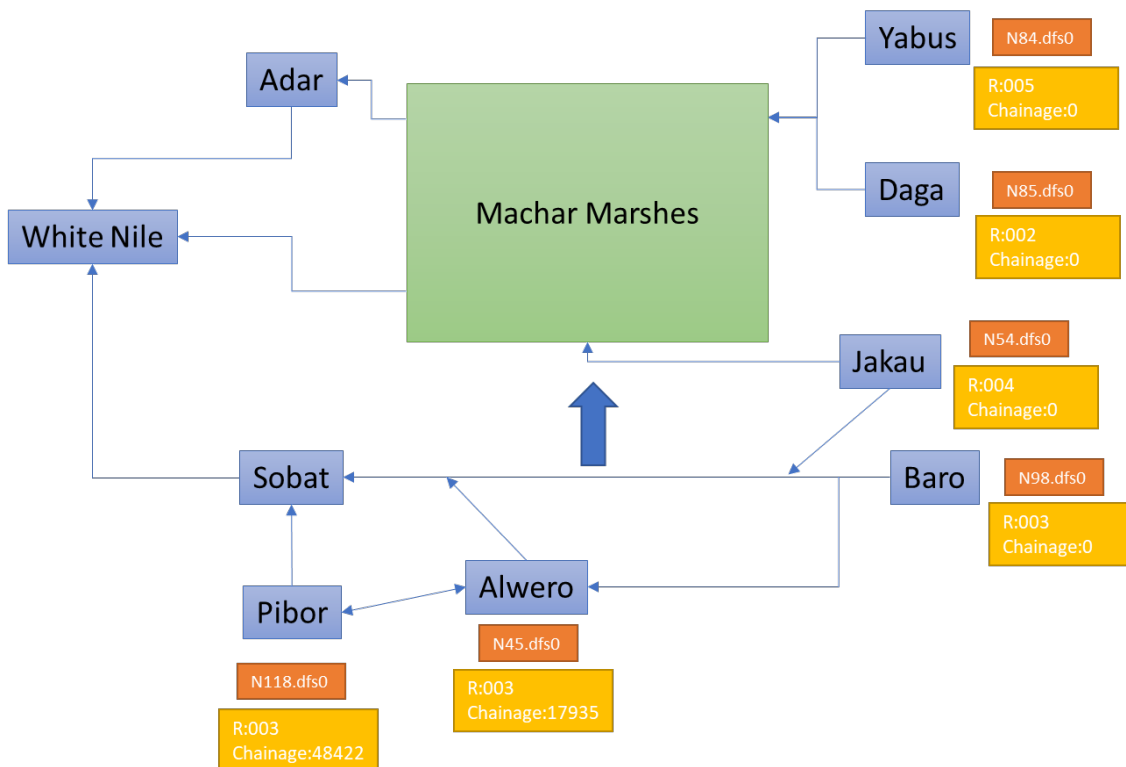 Yabus
N84.dfs0
R:005
Chainage:0
Adar
Machar Marshes
Daga
N85.dfs0
R:002
Chainage:0
White Nile
Jakau
N54.dfs0
R:004
Chainage:0
Sobat
Baro
N98.dfs0
R:003
Chainage:0
Pibor
Alwero
N118.dfs0
R:003
Chainage:48422
N45.dfs0
R:003
Chainage:17935